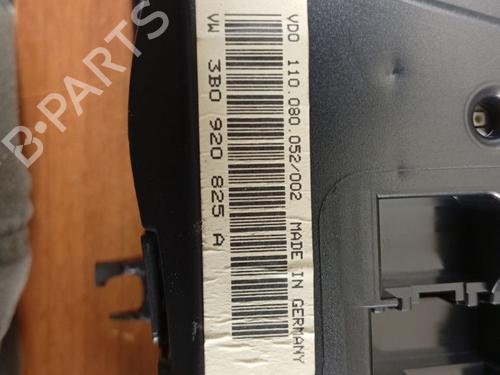 VDO 110.080.052/002 MADE IN GERMANY
VW 3B0 920 825 A
B-PARTS